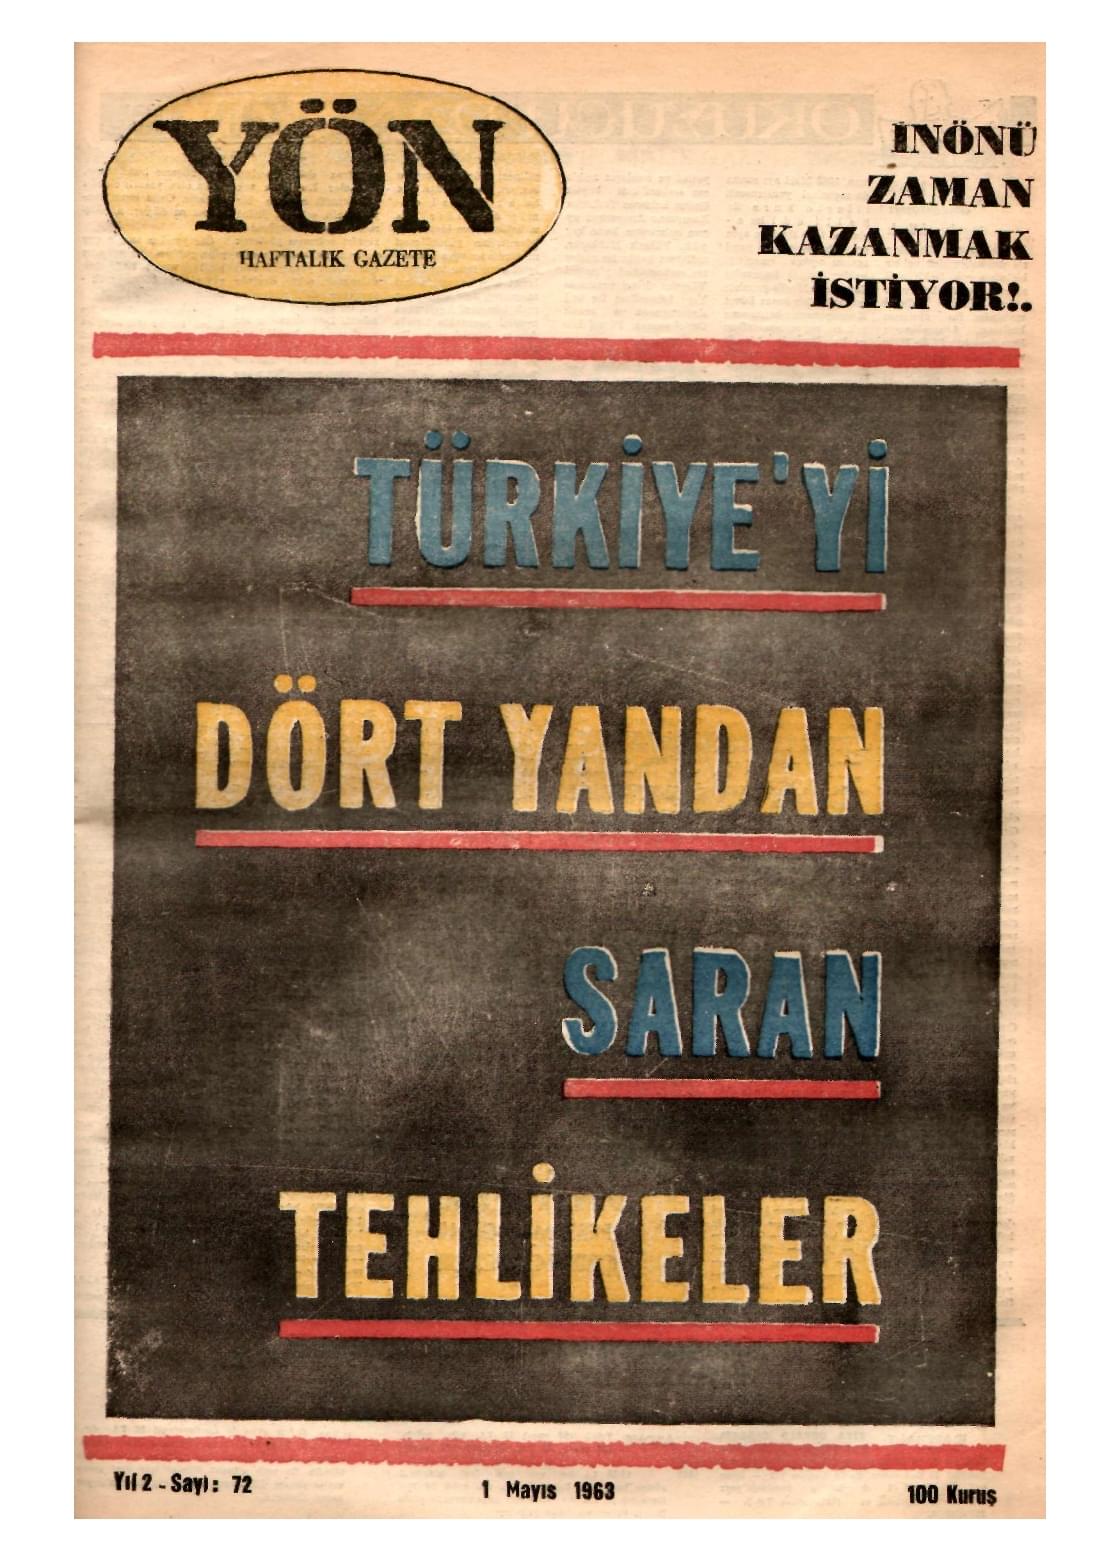 YÖN
HAFTALIK GAZETE
İNÖNÜ
ZAMAN
KAZANMAK
İSTİYOR!.
TÜRKİYE'Yİ
DÖRT YANDAN
SARAN
TEHLİKELER
Yıl 2 - Sayı: 72
1 Mayıs 1963
100 Kuruş